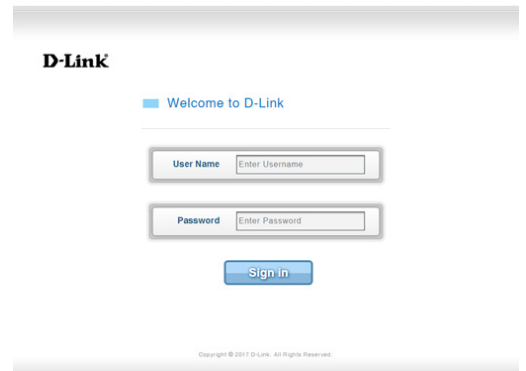 D-Link
Welcome to D-Link
User Name
Enter Username
Password
Enter Password
Sign in
Copyright © 2017 D-Link. All Rights Reserved.